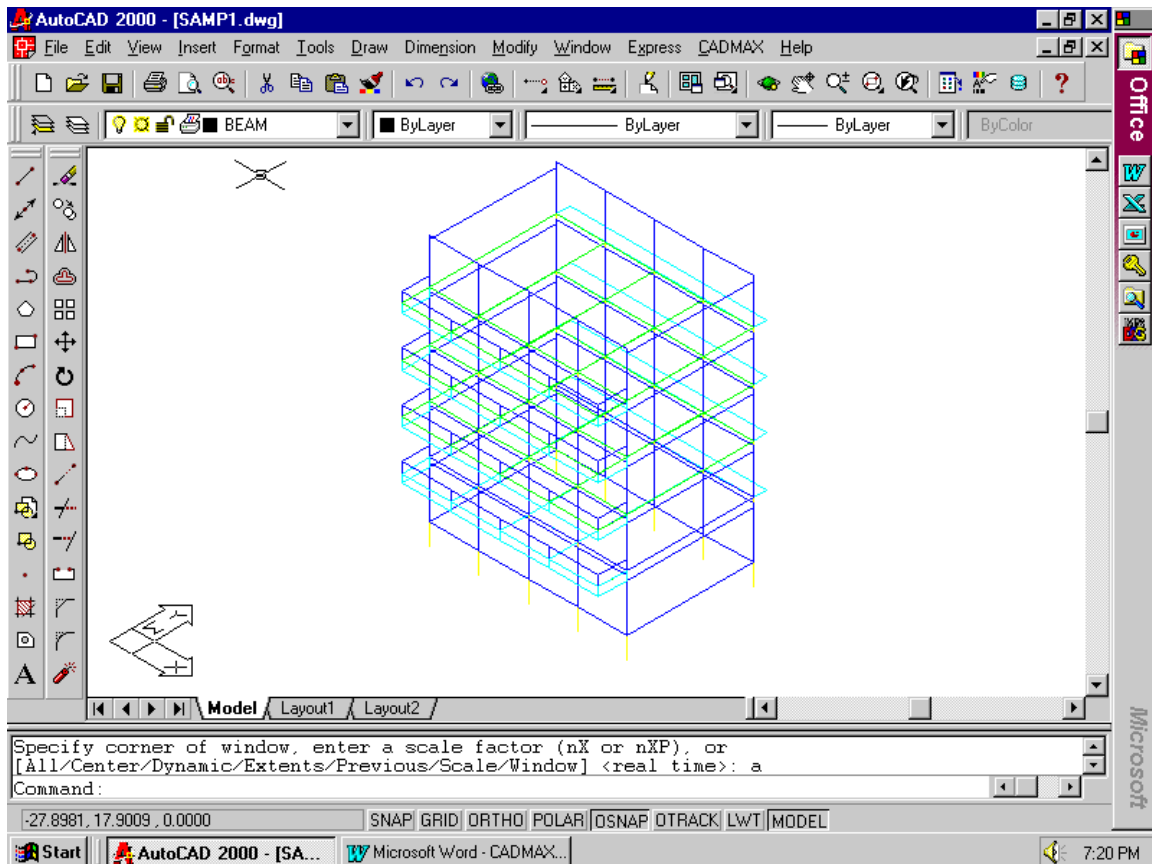 AutoCAD 2000 - [SAMP1.dwg]
File Edit View Insert Format Tools Draw Dimension Modify Window Express CADMAX Help
BEAM ByLayer ByLayer ByLayer ByColor
Office
A
Model Layout1 Layout2
Specify corner of window, enter a scale factor (nX or nXP), or
[All/Center/Dynamic/Extents/Previous/Scale/Window] <real time>: a
Command:
-27.8981, 17.9009 , 0.0000 SNAP GRID ORTHO POLAR OSNAP OTRACK LWT MODEL
Microsoft
Start AutoCAD 2000 - [SA... Microsoft Word - CADMAX... 7:20 PM